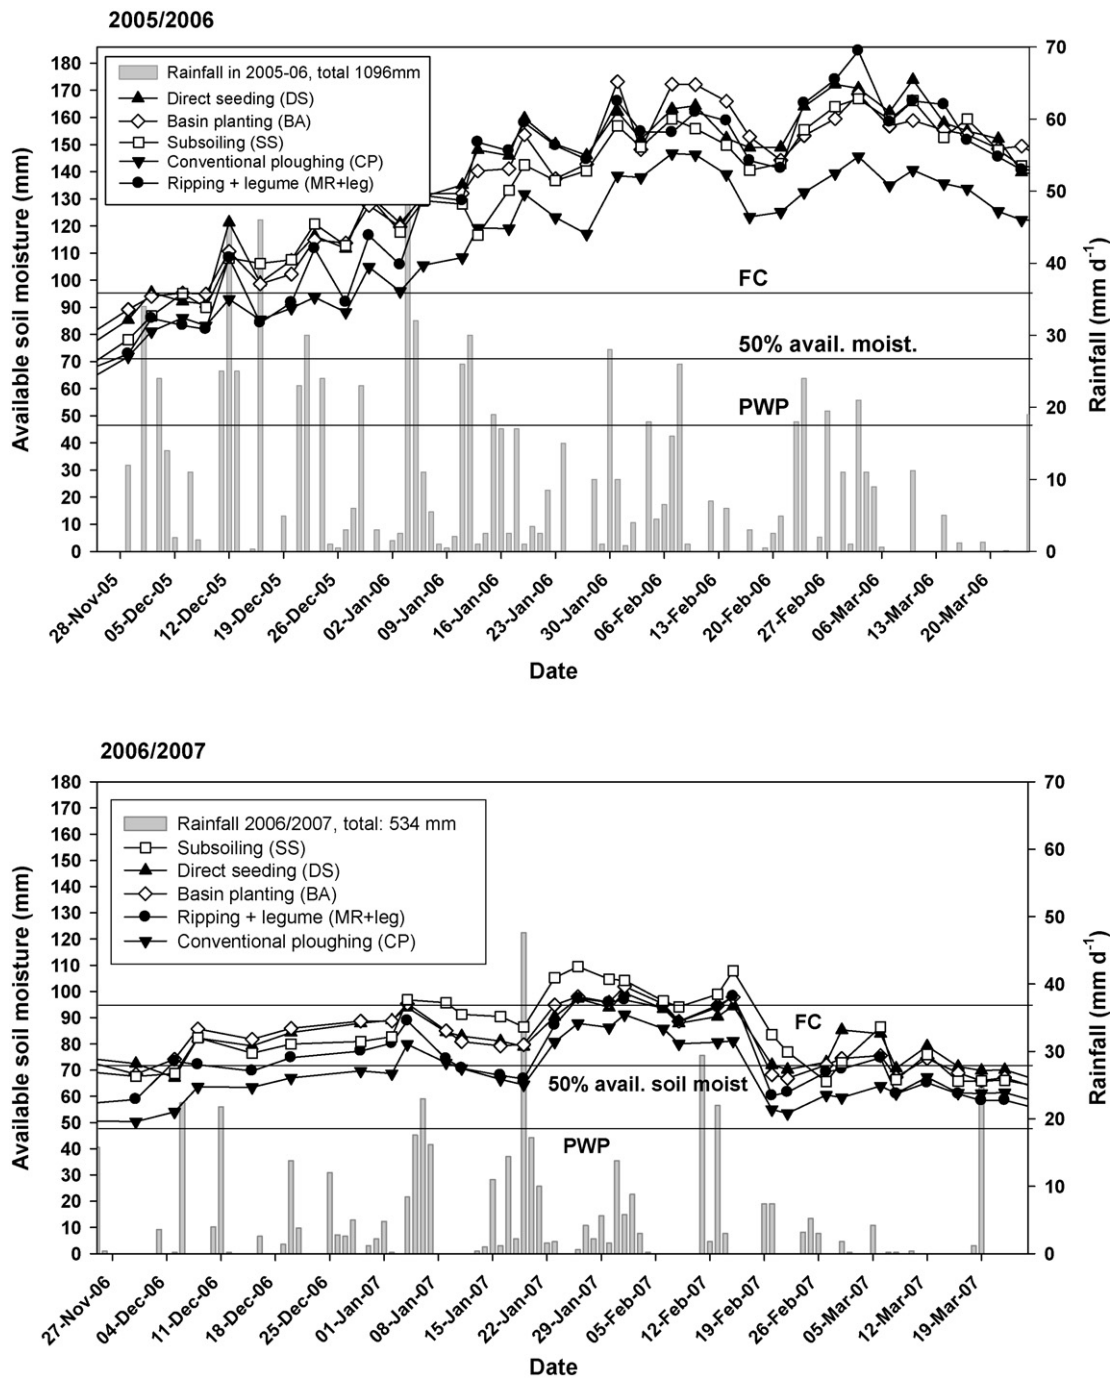 2005/2006
Available soil moisture (mm)
180
170
160
150
140
130
120
110
100
90
80
70
60
50
40
30
20
10
0
Rainfall in 2005-06, total 1096mm
Direct seeding (DS)
Basin planting (BA)
Subsoiling (SS)
Conventional ploughing (CP)
Ripping + legume (MR+leg)
FC
50% avail. moist.
PWP
70
60
50
40
30
20
10
0
Rainfall (mm d-1)
28-Nov-05
05-Dec-05
12-Dec-05
19-Dec-05
26-Dec-05
02-Jan-06
09-Jan-06
16-Jan-06
23-Jan-06
30-Jan-06
06-Feb-06
13-Feb-06
20-Feb-06
27-Feb-06
06-Mar-06
13-Mar-06
20-Mar-06
Date
2006/2007
Available soil moisture (mm)
180
170
160
150
140
130
120
110
100
90
80
70
60
50
40
30
20
10
0
Rainfall 2006/2007, total: 534 mm
Subsoiling (SS)
Direct seeding (DS)
Basin planting (BA)
Ripping + legume (MR+leg)
Conventional ploughing (CP)
FC
50% avail. soil moist
PWP
70
60
50
40
30
20
10
0
Rainfall (mm d-1)
27-Nov-06
04-Dec-06
11-Dec-06
18-Dec-06
25-Dec-06
01-Jan-07
08-Jan-07
15-Jan-07
22-Jan-07
29-Jan-07
05-Feb-07
12-Feb-07
19-Feb-07
26-Feb-07
05-Mar-07
12-Mar-07
19-Mar-07
Date